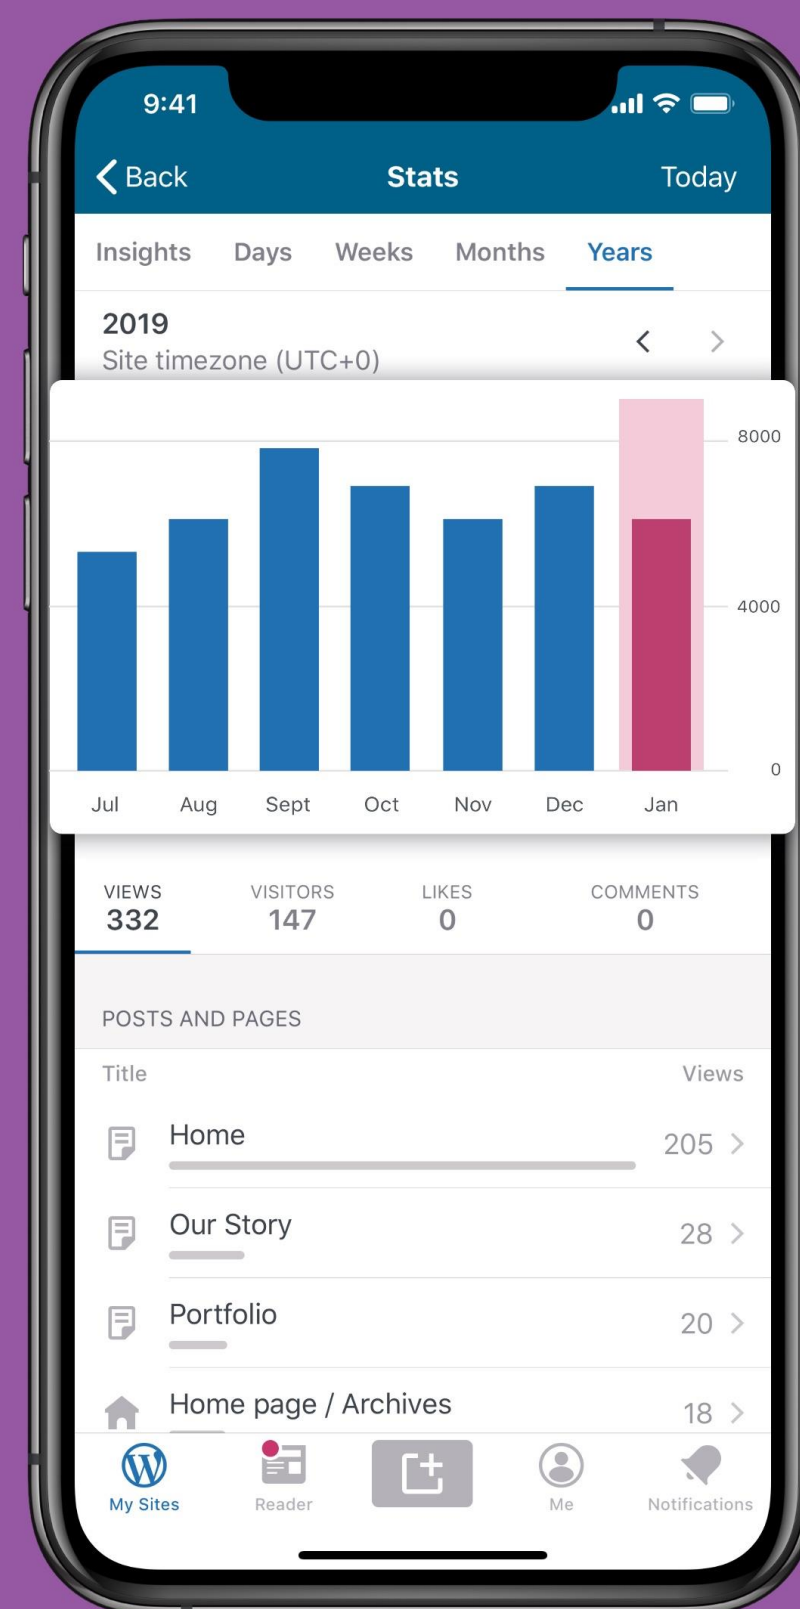 9:41
Back Stats Today
Insights Days Weeks Months Years
2019
Site timezone (UTC+0)
8000
4000
0
Jul Aug Sept Oct Nov Dec Jan
VIEWS VISITORS LIKES COMMENTS
332 147 0 0
POSTS AND PAGES
Title Views
Home 205
Our Story 28
Portfolio 20
Home page / Archives 18
My Sites Reader Me Notifications